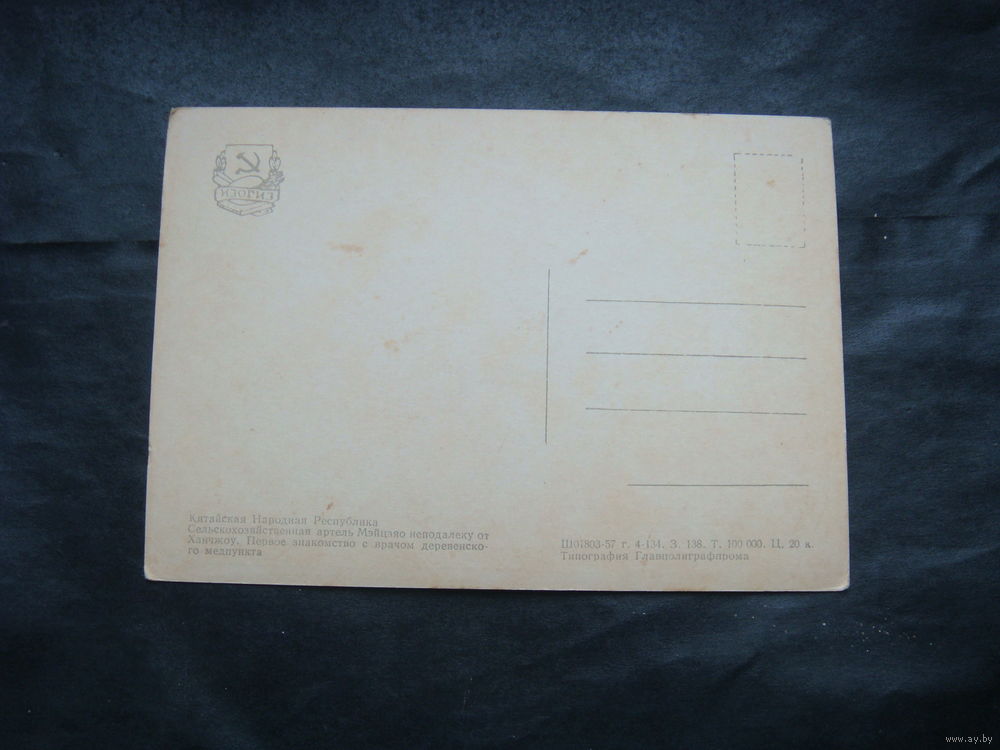 ИЗОГИЗ
Китайская Народная Республика
Сельскохозяйственная артель Мэйцзяо неподалеку от
Ханчжоу. Первое знакомство с врачом деревенско-
го медпункта
Ш01803-57 г. 4-134. З. 138. Т. 100 000. Ц. 20 к.
Типография Главполиграфпрома
www.ay.by